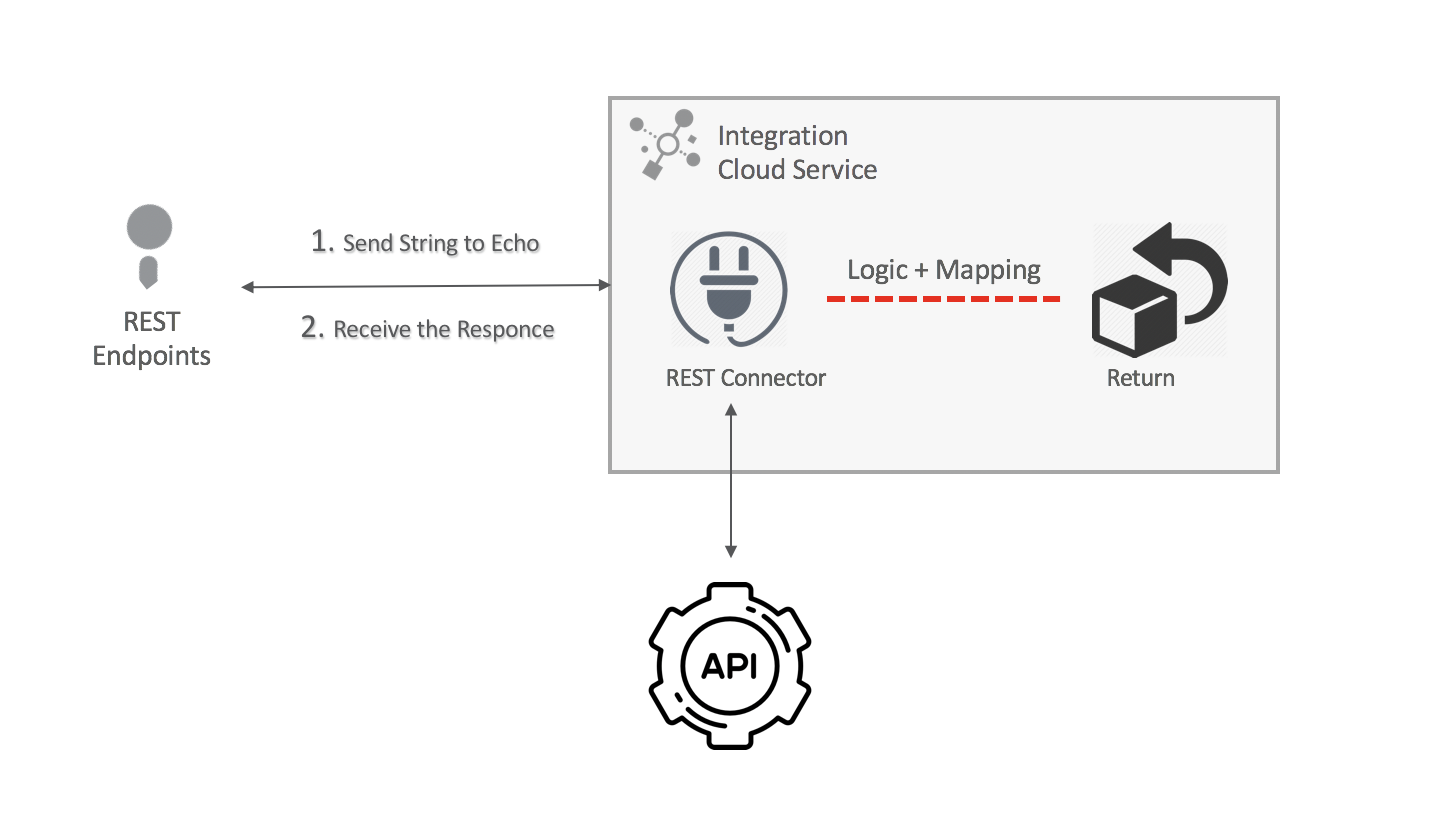 Integration
Cloud Service
1. Send String to Echo
2. Receive the Responce
REST
Endpoints
Logic + Mapping
REST Connector
Return
API